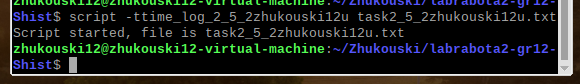 zhukouski12@zhukouski12-virtual-machine:~/Zhukouski/labrabota2-gr12-
Shist$ script -ttime_log_2_5_2zhukouski12u task2_5_2zhukouski12u.txt
Script started, file is task2_5_2zhukouski12u.txt
zhukouski12@zhukouski12-virtual-machine:~/Zhukouski/labrabota2-gr12-
Shist$